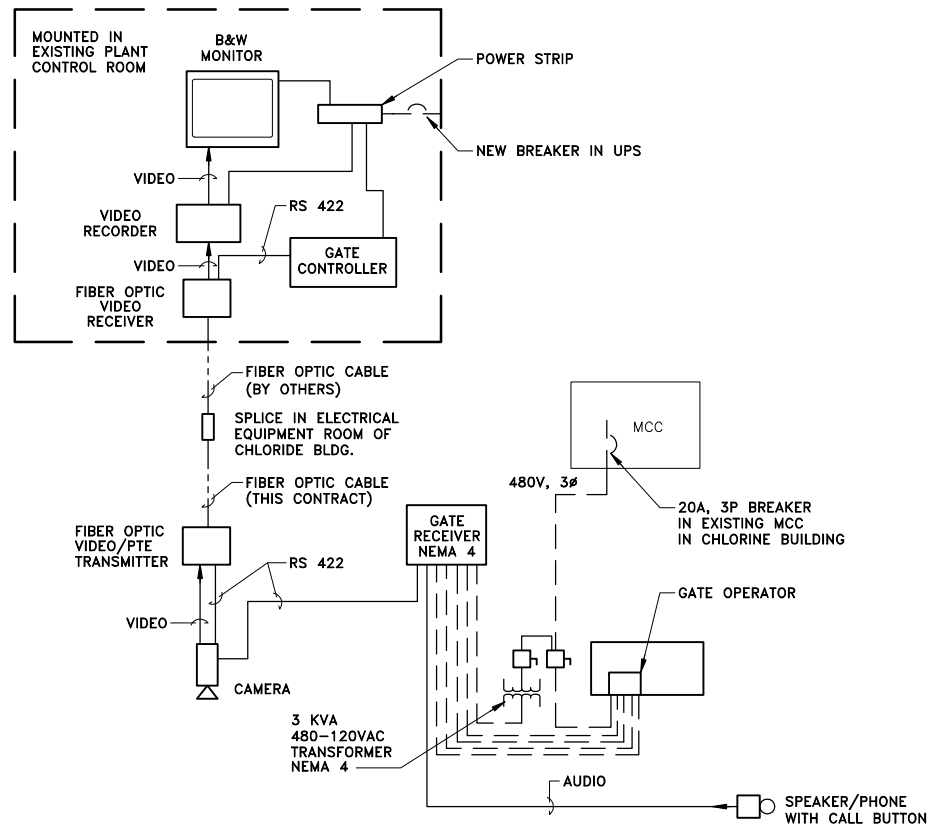 MOUNTED IN
EXISTING PLANT
CONTROL ROOM
B&W
MONITOR
POWER STRIP
NEW BREAKER IN UPS
VIDEO
RS 422
VIDEO
RECORDER
VIDEO
GATE
CONTROLLER
FIBER OPTIC
VIDEO
RECEIVER
FIBER OPTIC CABLE
(BY OTHERS)
SPLICE IN ELECTRICAL
EQUIPMENT ROOM OF
CHLORIDE BLDG.
MCC
480V, 3ø
FIBER OPTIC CABLE
(THIS CONTRACT)
20A, 3P BREAKER
IN EXISTING MCC
IN CHLORINE BUILDING
GATE
RECEIVER
NEMA 4
FIBER OPTIC
VIDEO/PTE
TRANSMITTER
RS 422
GATE OPERATOR
VIDEO
CAMERA
3 KVA
480-120VAC
TRANSFORMER
NEMA 4
AUDIO
SPEAKER/PHONE
WITH CALL BUTTON